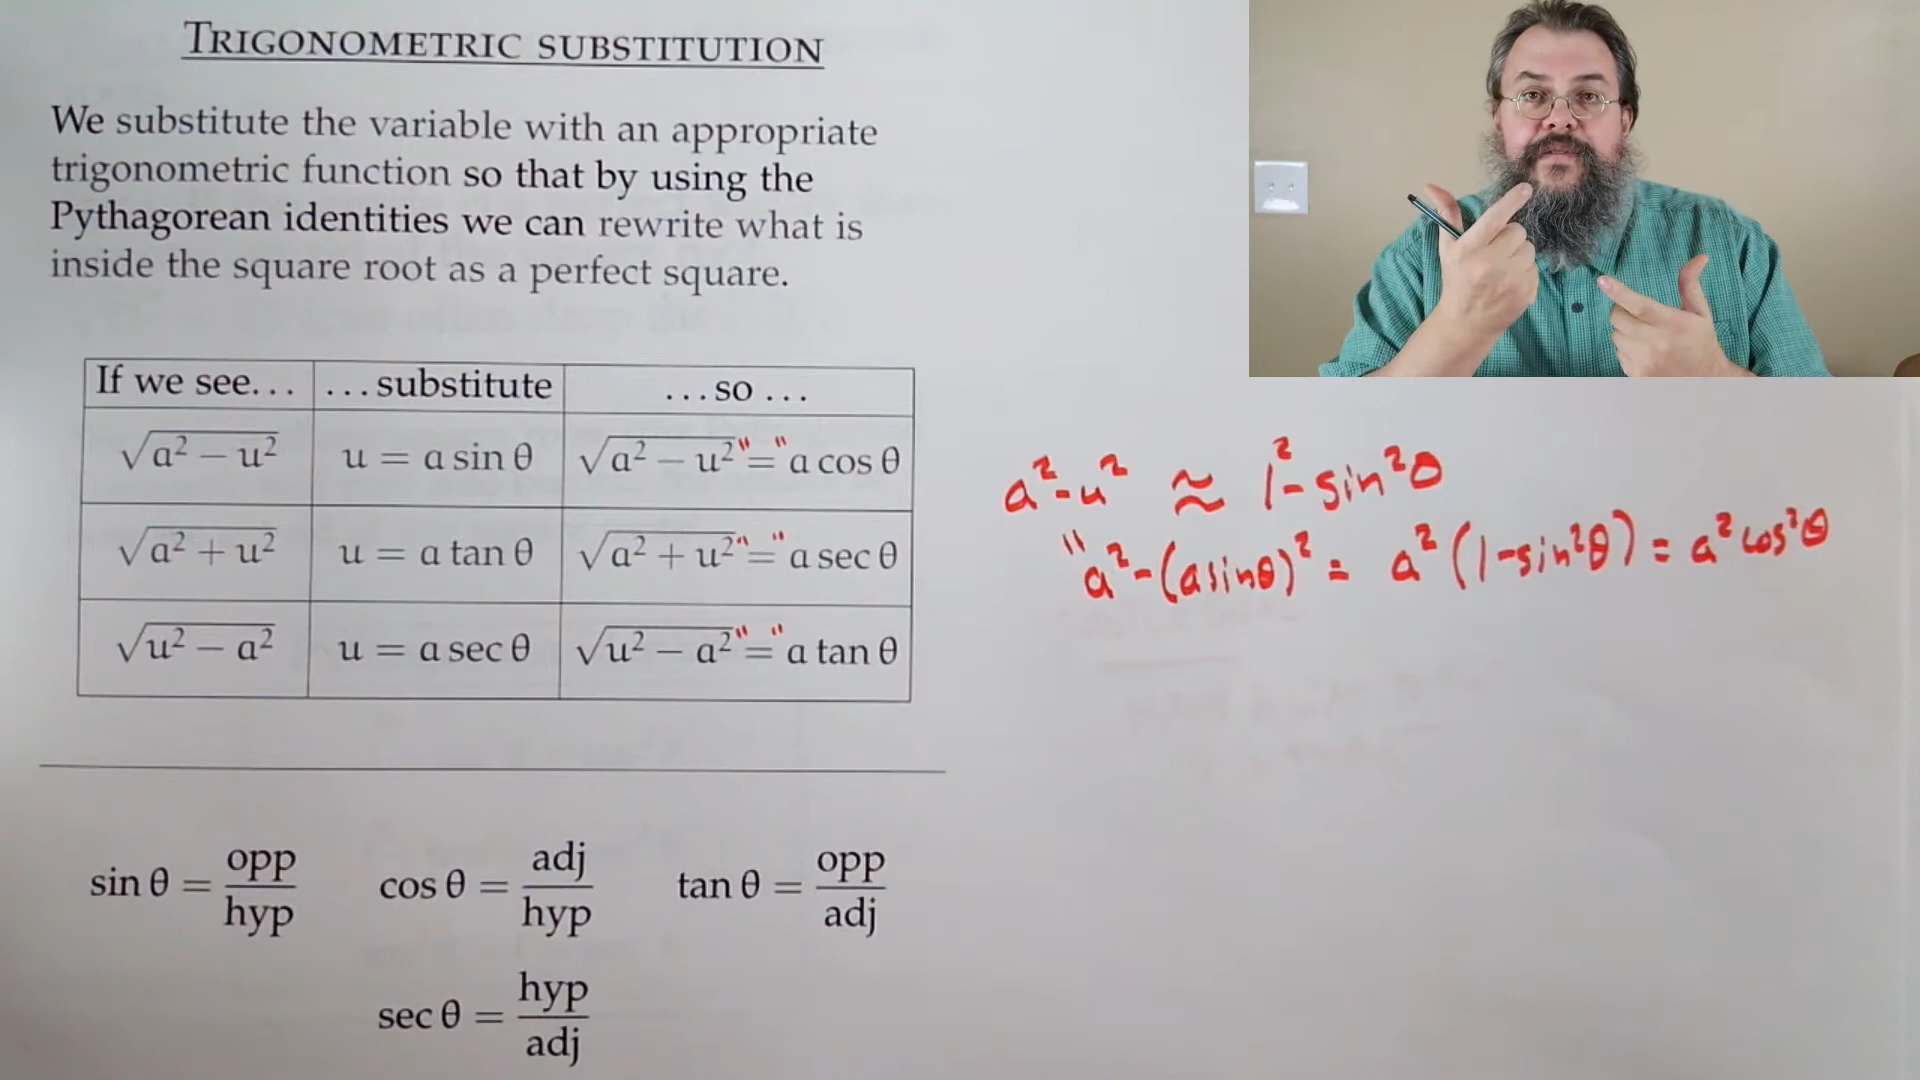 TRIGONOMETRIC SUBSTITUTION
We substitute the variable with an appropriate
trigonometric function so that by using the
Pythagorean identities we can rewrite what is
inside the square root as a perfect square.
If we see... ...substitute ...so...
√(a² − u²) u = a sin θ √(a² − u²) "=" a cos θ
√(a² + u²) u = a tan θ √(a² + u²) "=" a sec θ
√(u² − a²) u = a sec θ √(u² − a²) "=" a tan θ
a²-u² ≈ 1²-sin²θ
" a²-(a sinθ)² = a²(1-sin²θ) = a²cos²θ
sin θ = opp/hyp cos θ = adj/hyp tan θ = opp/adj
sec θ = hyp/adj